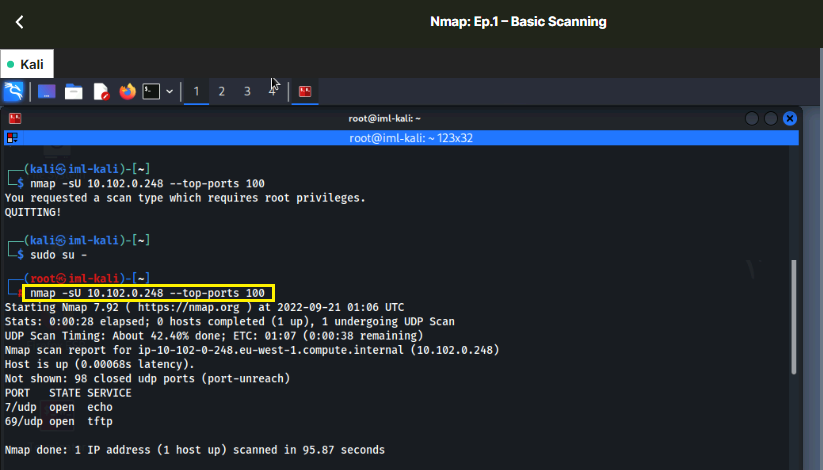 Nmap: Ep.1 – Basic Scanning
Kali
1 2 3 4
root@iml-kali: ~
root@iml-kali: ~ 123x32
(kali㉿iml-kali)-[~]
$ nmap -sU 10.102.0.248 --top-ports 100
You requested a scan type which requires root privileges.
QUITTING!
(kali㉿iml-kali)-[~]
$ sudo su -
(root㉿iml-kali)-[~]
# nmap -sU 10.102.0.248 --top-ports 100
Starting Nmap 7.92 ( https://nmap.org ) at 2022-09-21 01:06 UTC
Stats: 0:00:28 elapsed; 0 hosts completed (1 up), 1 undergoing UDP Scan
UDP Scan Timing: About 42.40% done; ETC: 01:07 (0:00:38 remaining)
Nmap scan report for ip-10-102-0-248.eu-west-1.compute.internal (10.102.0.248)
Host is up (0.00068s latency).
Not shown: 98 closed udp ports (port-unreach)
PORT   STATE SERVICE
7/udp  open  echo
69/udp open  tftp
Nmap done: 1 IP address (1 host up) scanned in 95.87 seconds